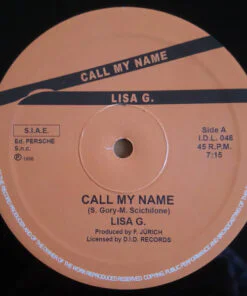 CALL MY NAME
LISA G.
S.I.A.E.
Ed. PERSCHE
S.n.c.
Side A
I.D.L. 046
45 R.P.M.
7:15
CALL MY NAME
(S. Gory-M. Scichilone)
LISA G.
Produced by F. JÜRICH
Licensed by D.I.D. RECORDS